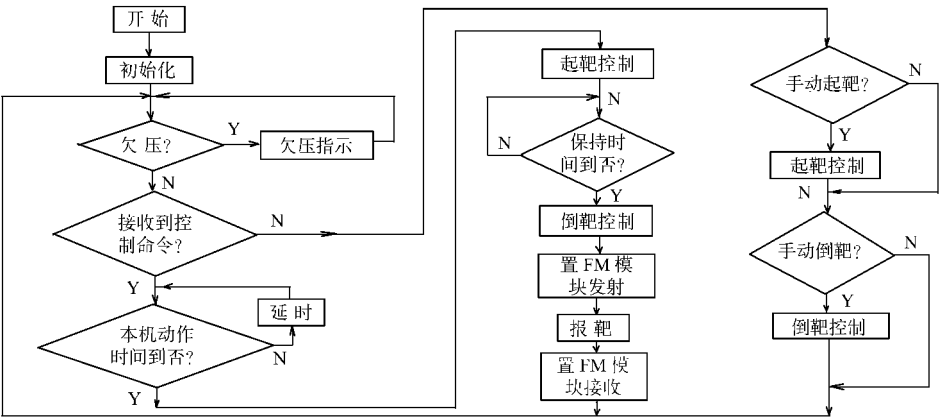 开 始
初始化
欠 压?
Y
欠压指示
N
接收到控
制命令?
N
Y
延 时
本机动作
时间到否?
N
Y
起靶控制
N
保持时
间到否?
N
Y
倒靶控制
置 FM 模
块发射
报 靶
置 FM 模
块接收
手动起靶?
N
Y
起靶控制
N
手动倒靶?
N
Y
倒靶控制